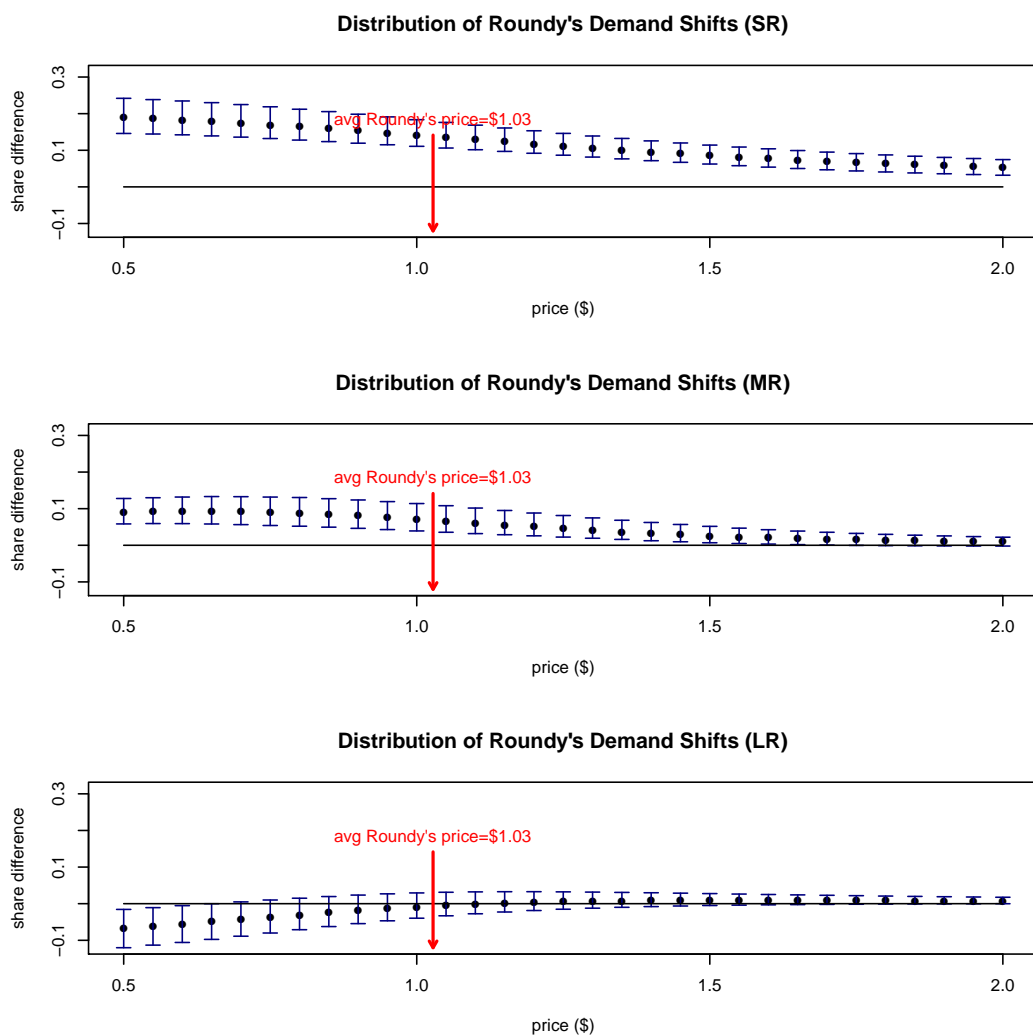 Distribution of Roundy's Demand Shifts (SR)
0.3
0.1
−0.1
share difference
avg Roundy's price=$1.03
0.5 1.0 1.5 2.0
price ($)
Distribution of Roundy's Demand Shifts (MR)
0.3
0.1
−0.1
share difference
avg Roundy's price=$1.03
0.5 1.0 1.5 2.0
price ($)
Distribution of Roundy's Demand Shifts (LR)
0.3
0.1
−0.1
share difference
avg Roundy's price=$1.03
0.5 1.0 1.5 2.0
price ($)